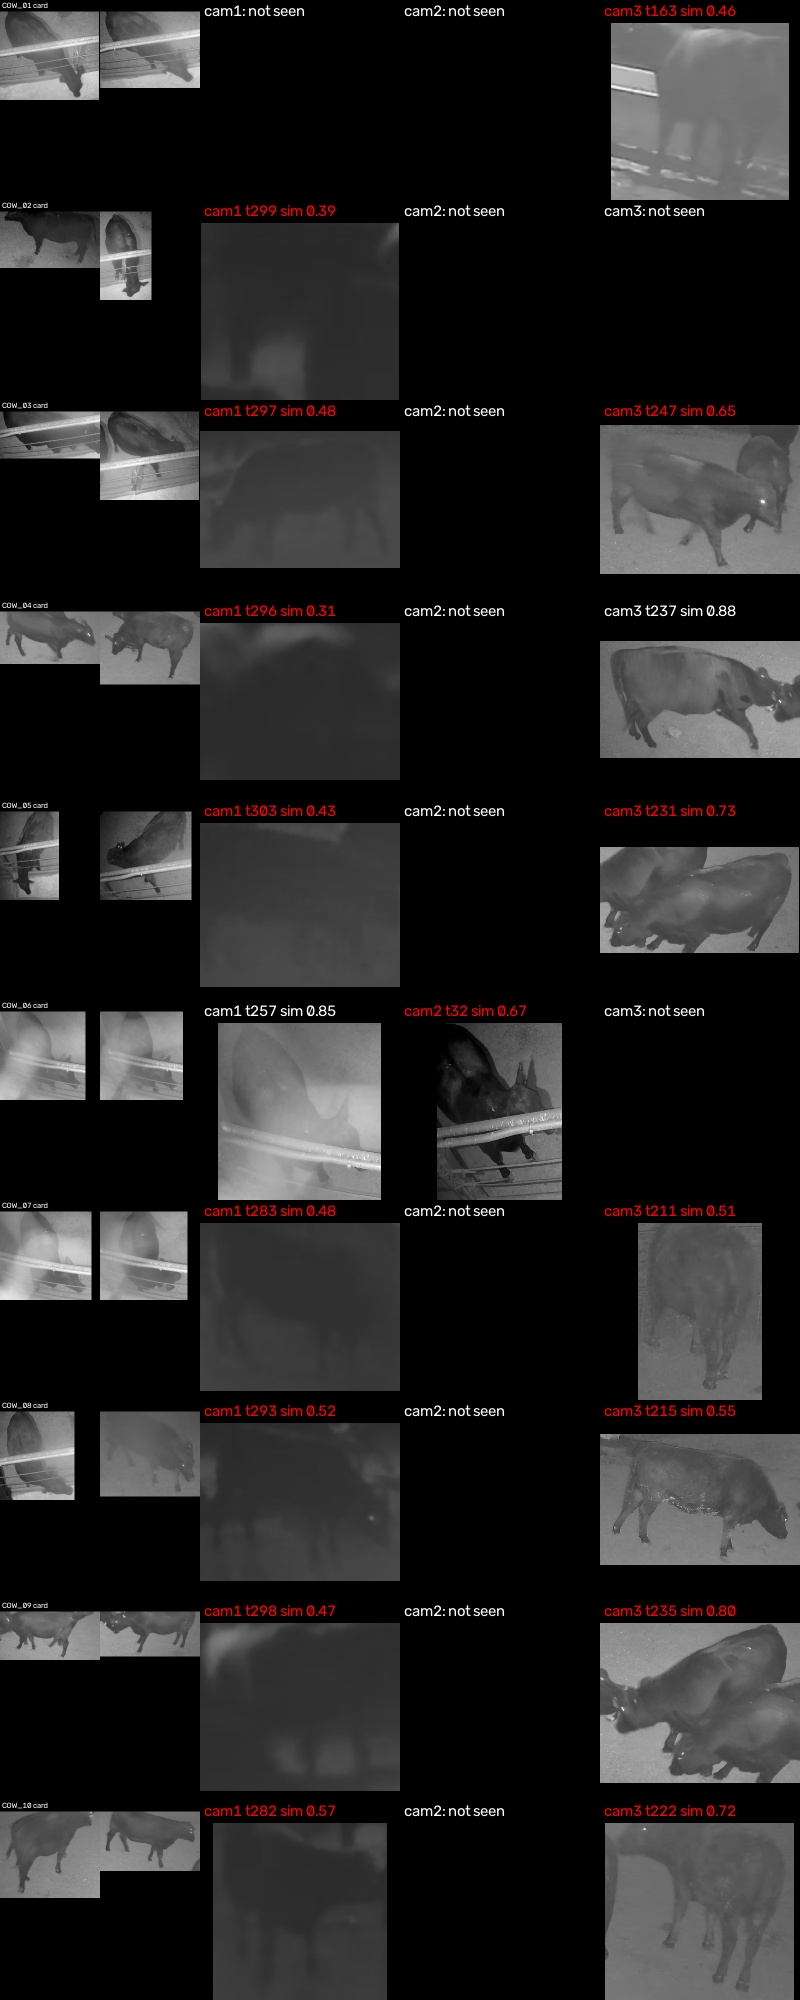 COW_01 card
cam1: not seen
cam2: not seen
cam3 t163 sim 0.46
COW_02 card
cam1 t299 sim 0.39
cam2: not seen
cam3: not seen
COW_03 card
cam1 t297 sim 0.48
cam2: not seen
cam3 t247 sim 0.65
COW_04 card
cam1 t296 sim 0.31
cam2: not seen
cam3 t237 sim 0.88
COW_05 card
cam1 t303 sim 0.43
cam2: not seen
cam3 t231 sim 0.73
COW_06 card
cam1 t257 sim 0.85
cam2 t32 sim 0.67
cam3: not seen
COW_07 card
cam1 t283 sim 0.48
cam2: not seen
cam3 t211 sim 0.51
COW_08 card
cam1 t293 sim 0.52
cam2: not seen
cam3 t215 sim 0.55
COW_09 card
cam1 t298 sim 0.47
cam2: not seen
cam3 t235 sim 0.80
COW_10 card
cam1 t282 sim 0.57
cam2: not seen
cam3 t222 sim 0.72